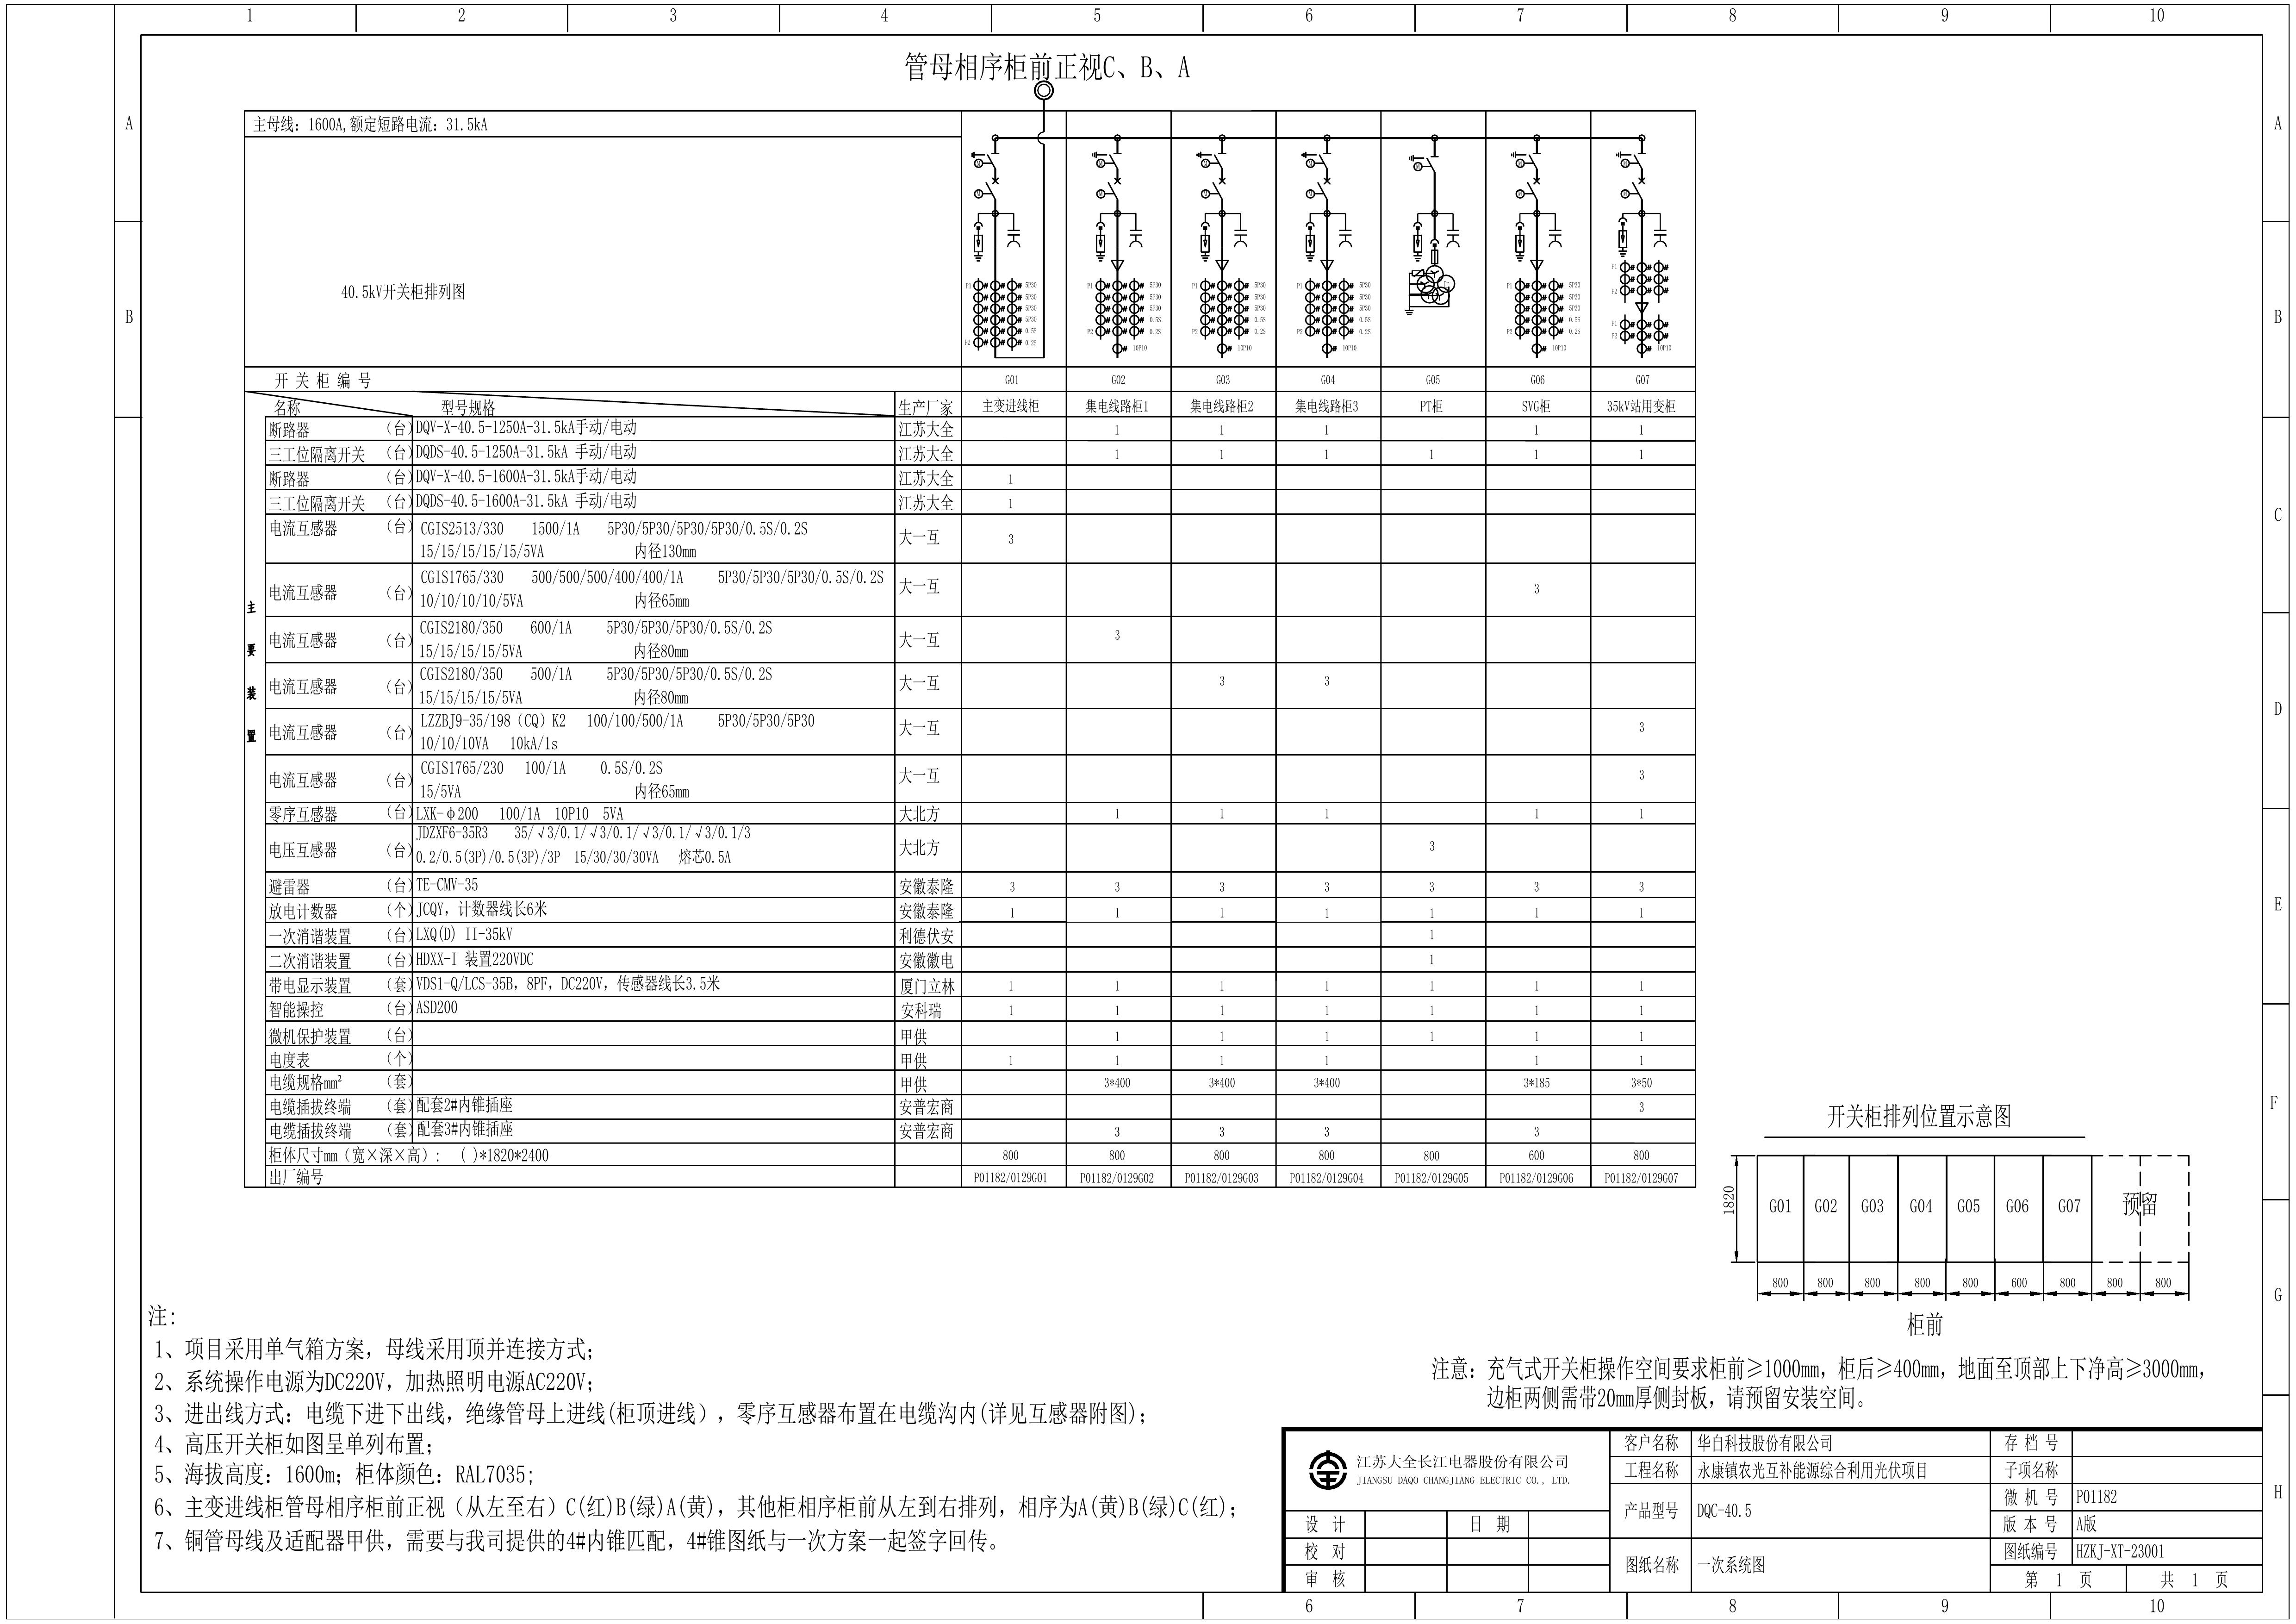 1 2 3 4 5 6 7 8 9 10
管母相序柜前正视C、B、A
A A
主母线: 1600A,额定短路电流: 31.5kA
40.5kV开关柜排列图
B B
P1 5P30 P1 5P30 P1 5P30 P1 5P30 P1 5P30 P1
5P30 5P30 5P30 5P30 5P30 P2
5P30 5P30 5P30 5P30 5P30
5P30 0.5S 0.5S 0.5S 0.5S P1
0.5S P2 0.2S P2 0.2S P2 0.2S P2 0.2S P2
P2 0.2S 10P10 10P10 10P10 10P10 10P10
开关柜编号 G01 G02 G03 G04 G05 G06 G07
名称 型号规格 生产厂家 主变进线柜 集电线路柜1 集电线路柜2 集电线路柜3 PT柜 SVG柜 35kV站用变柜
主要装置
断路器 (台) DQV-X-40.5-1250A-31.5kA手动/电动 江苏大全 1 1 1 1 1
三工位隔离开关 (台) DQDS-40.5-1250A-31.5kA 手动/电动 江苏大全 1 1 1 1 1 1
断路器 (台) DQV-X-40.5-1600A-31.5kA手动/电动 江苏大全 1
三工位隔离开关 (台) DQDS-40.5-1600A-31.5kA 手动/电动 江苏大全 1
电流互感器 (台) CGIS2513/330 1500/1A 5P30/5P30/5P30/5P30/0.5S/0.2S 大一互 3
15/15/15/15/15/5VA 内径130mm
C C
电流互感器 (台) CGIS1765/330 500/500/500/400/400/1A 5P30/5P30/5P30/0.5S/0.2S 大一互 3
10/10/10/10/5VA 内径65mm
电流互感器 (台) CGIS2180/350 600/1A 5P30/5P30/5P30/0.5S/0.2S 大一互 3
15/15/15/15/5VA 内径80mm
电流互感器 (台) CGIS2180/350 500/1A 5P30/5P30/5P30/0.5S/0.2S 大一互 3 3
15/15/15/15/5VA 内径80mm
D D
电流互感器 (台) LZZBJ9-35/198（CQ）K2 100/100/500/1A 5P30/5P30/5P30 大一互 3
10/10/10VA 10kA/1s
电流互感器 (台) CGIS1765/230 100/1A 0.5S/0.2S 大一互 3
15/5VA 内径65mm
零序互感器 (台) LXK-φ200 100/1A 10P10 5VA 大北方 1 1 1 1 1
电压互感器 (台) JDZXF6-35R3 35/√3/0.1/√3/0.1/√3/0.1/√3/0.1/3 大北方 3
0.2/0.5(3P)/0.5(3P)/3P 15/30/30/30VA 熔芯0.5A
避雷器 (台) TE-CMV-35 安徽泰隆 3 3 3 3 3 3 3
E E
放电计数器 (个) JCQY, 计数器线长6米 安徽泰隆 1 1 1 1 1 1 1
一次消谐装置 (台) LXQ(D) II-35kV 利德伏安 1
二次消谐装置 (台) HDXX-I 装置220VDC 安徽徽电 1
带电显示装置 (套) VDS1-Q/LCS-35B, 8PF, DC220V, 传感器线长3.5米 厦门立林 1 1 1 1 1 1 1
智能操控 (台) ASD200 安科瑞 1 1 1 1 1 1 1
微机保护装置 (台) 甲供 1 1 1 1 1 1
电度表 (个) 甲供 1 1 1 1 1 1
电缆规格mm² (套) 甲供 3*400 3*400 3*400 3*185 3*50
电缆插拔终端 (套) 配套2#内锥插座 安普宏商 3
F F
电缆插拔终端 (套) 配套3#内锥插座 安普宏商 3 3 3 3
柜体尺寸mm（宽×深×高）: ( )*1820*2400 800 800 800 800 800 600 800
出厂编号 P01182/0129G01 P01182/0129G02 P01182/0129G03 P01182/0129G04 P01182/0129G05 P01182/0129G06 P01182/0129G07
开关柜排列位置示意图
1820 G01 G02 G03 G04 G05 G06 G07 预留
800 800 800 800 800 600 800 800 800
G G
柜前
注:
1、项目采用单气箱方案，母线采用顶并连接方式；
2、系统操作电源为DC220V，加热照明电源AC220V；
3、进出线方式：电缆下进下出线，绝缘管母上进线(柜顶进线），零序互感器布置在电缆沟内(详见互感器附图)；
4、高压开关柜如图呈单列布置；
5、海拔高度：1600m；柜体颜色：RAL7035;
6、主变进线柜管母相序柜前正视（从左至右）C(红)B(绿)A(黄)，其他柜相序柜前从左到右排列，相序为A(黄)B(绿)C(红)；
7、铜管母线及适配器甲供，需要与我司提供的4#内锥匹配，4#锥图纸与一次方案一起签字回传。
注意：充气式开关柜操作空间要求柜前≥1000mm，柜后≥400mm，地面至顶部上下净高≥3000mm，
边柜两侧需带20mm厚侧封板，请预留安装空间。
江苏大全长江电器股份有限公司
JIANGSU DAQO CHANGJIANG ELECTRIC CO., LTD.
客户名称 华自科技股份有限公司 存档号
工程名称 永康镇农光互补能源综合利用光伏项目 子项名称
产品型号 DQC-40.5 微机号 P01182
H
设计 日期 版本号 A版
校对 图纸名称 一次系统图 图纸编号 HZKJ-XT-23001
审核 第 1 页 共 1 页
6 7 8 9 10